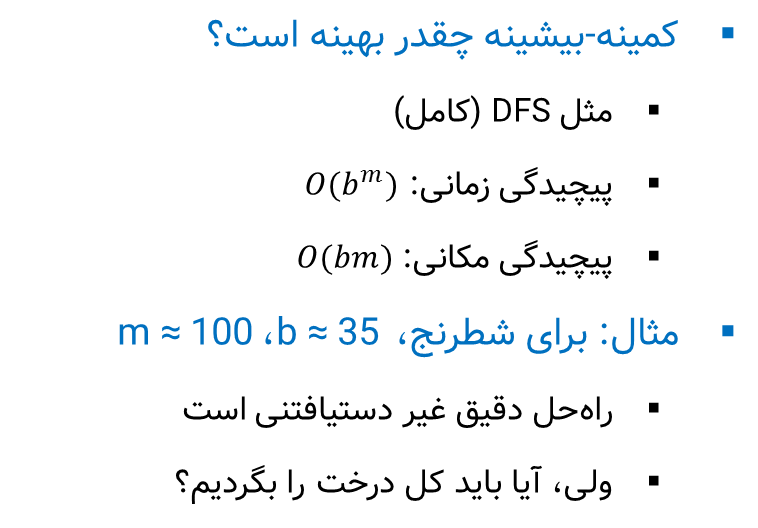 ▪ کمینه-بیشینه چقدر بهینه است؟
▪ مثل DFS (کامل)
▪ پیچیدگی زمانی: O(b^m)
▪ پیچیدگی مکانی: O(bm)
▪ مثال: برای شطرنج، b ≈ 35، m ≈ 100
▪ راه‌حل دقیق غیر دستیافتنی است
▪ ولی، آیا باید کل درخت را بگردیم؟